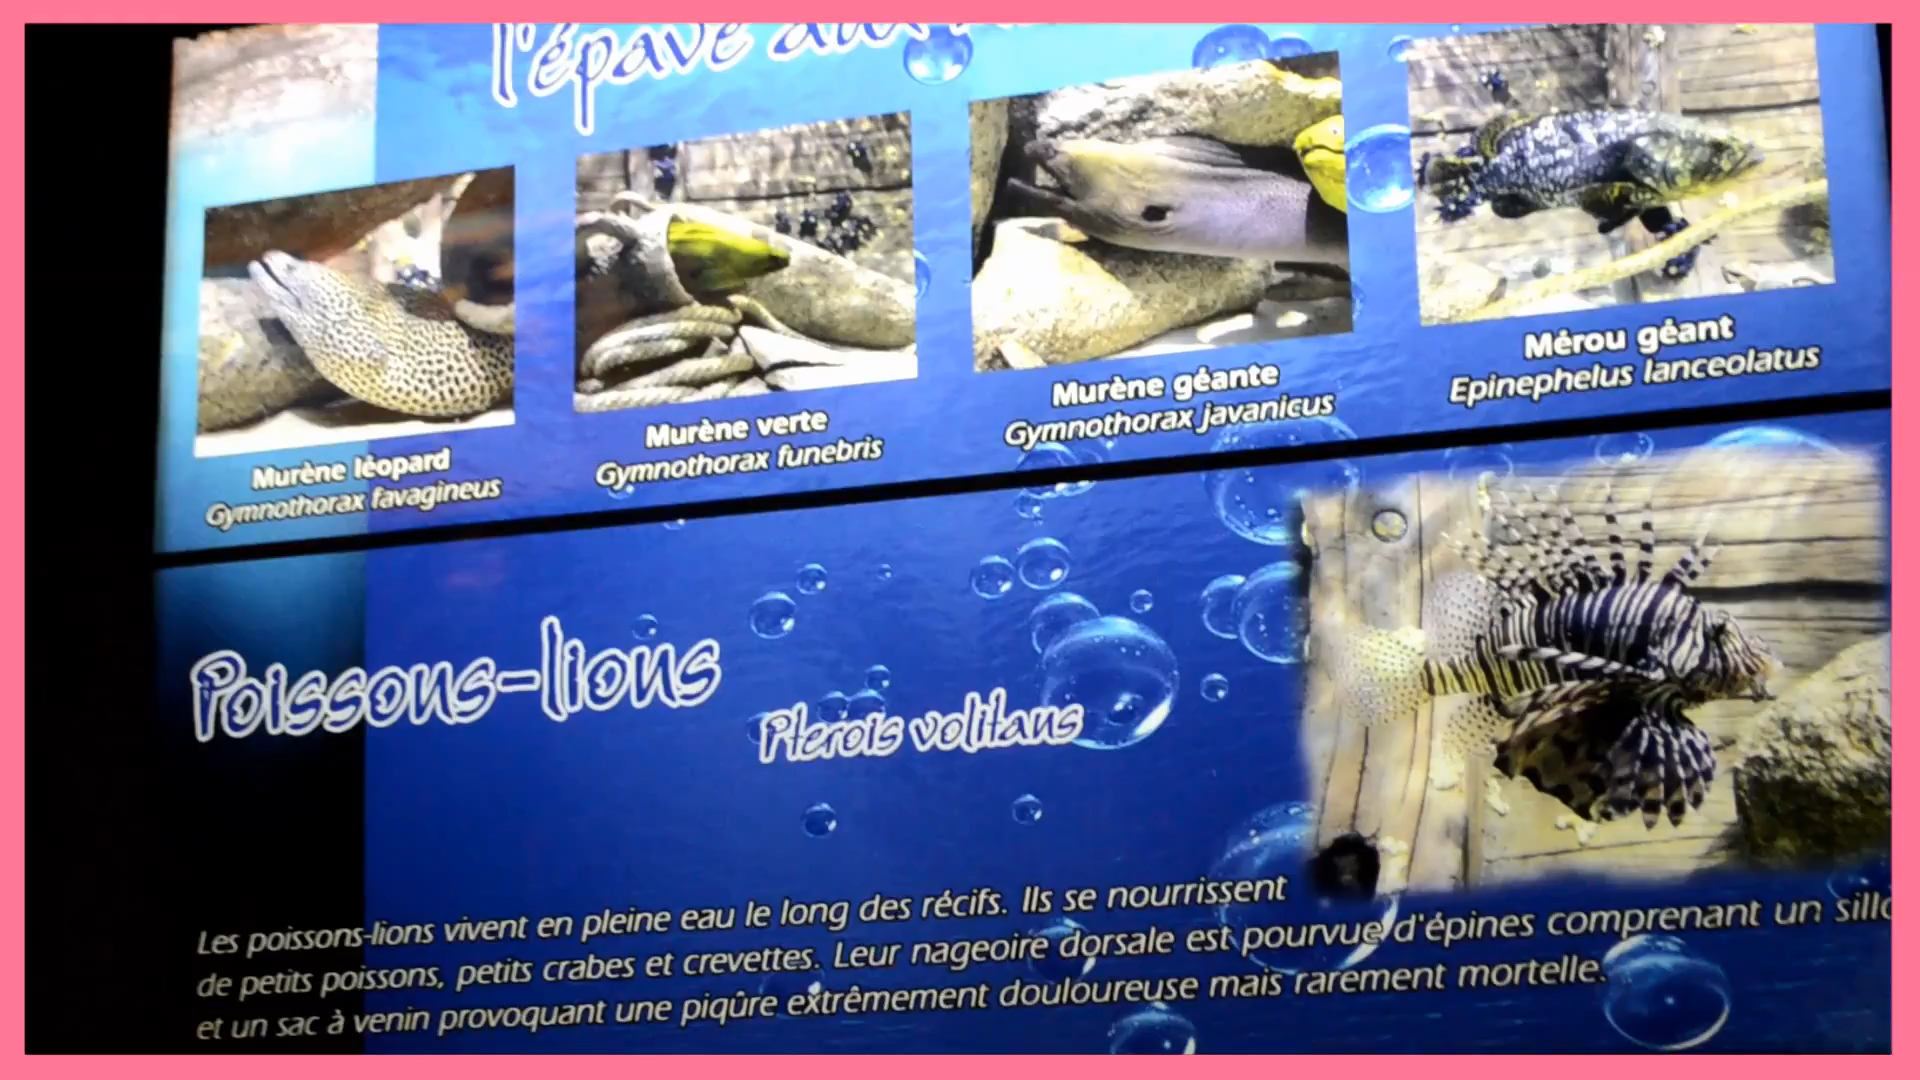 l'épave aux
Murène léopard
Gymnothorax favagineus
Murène verte
Gymnothorax funebris
Murène géante
Gymnothorax javanicus
Mérou géant
Epinephelus lanceolatus
Poissons-lions
Pterois volitans
Les poissons-lions vivent en pleine eau le long des récifs. Ils se nourrissent
de petits poissons, petits crabes et crevettes. Leur nageoire dorsale est pourvue d'épines comprenant un
et un sac à venin provoquant une piqûre extrêmement douloureuse mais rarement mortelle.